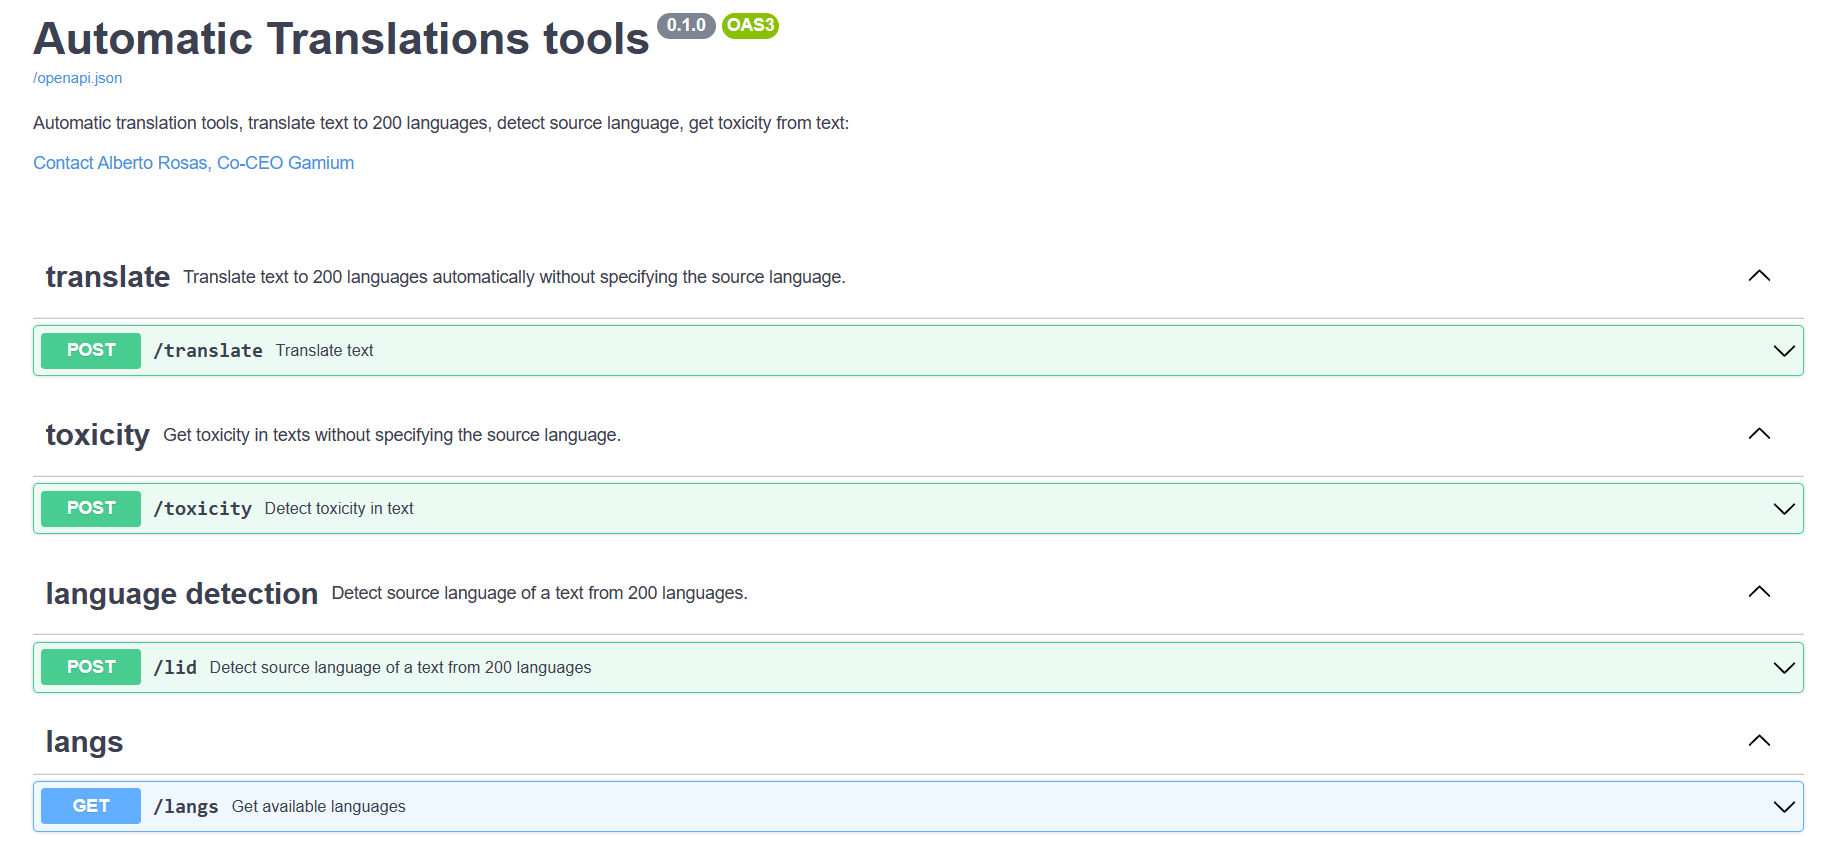 Automatic Translations tools 0.1.0 OAS3
/openapi.json
Automatic translation tools, translate text to 200 languages, detect source language, get toxicity from text:
Contact Alberto Rosas, Co-CEO Gamium
translate Translate text to 200 languages automatically without specifying the source language.
POST /translate Translate text
toxicity Get toxicity in texts without specifying the source language.
POST /toxicity Detect toxicity in text
language detection Detect source language of a text from 200 languages.
POST /lid Detect source language of a text from 200 languages
langs
GET /langs Get available languages